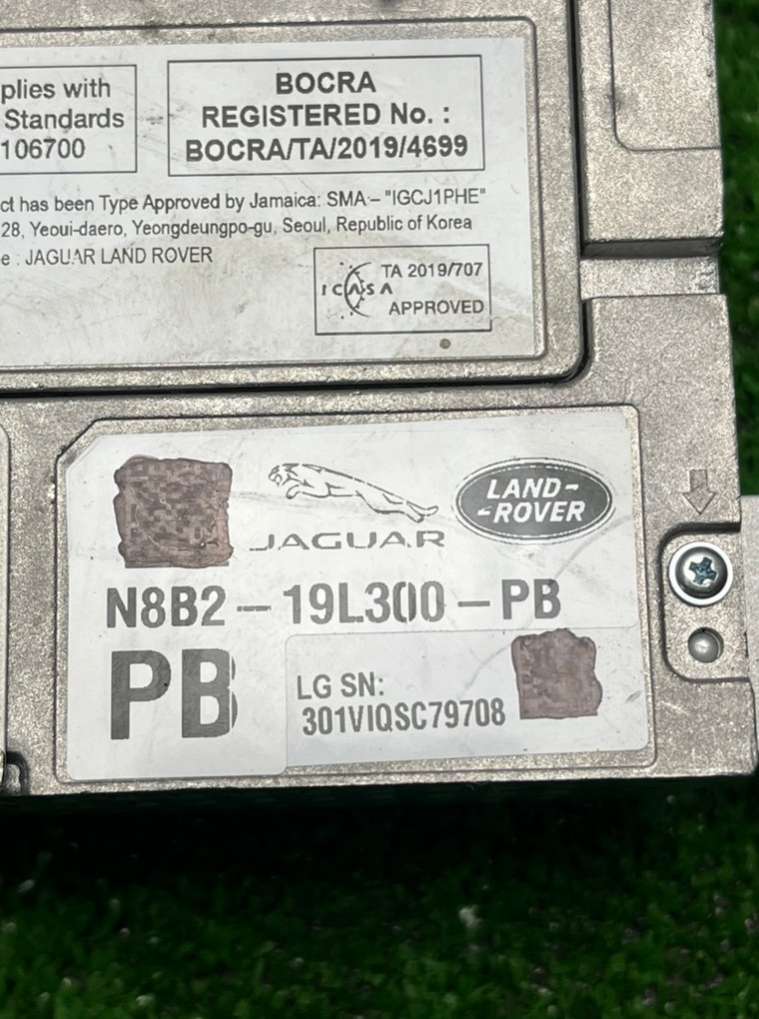 plies with
Standards
106700
BOCRA
REGISTERED No. :
BOCRA/TA/2019/4699
ct has been Type Approved by Jamaica: SMA – "IGCJ1PHE"
28, Yeoui-daero, Yeongdeungpo-gu, Seoul, Republic of Korea
e : JAGUAR LAND ROVER
ICASA
TA 2019/707
APPROVED
JAGUAR
LAND-
-ROVER
N8B2-19L300-PB
PB
LG SN:
301VIQSC79708